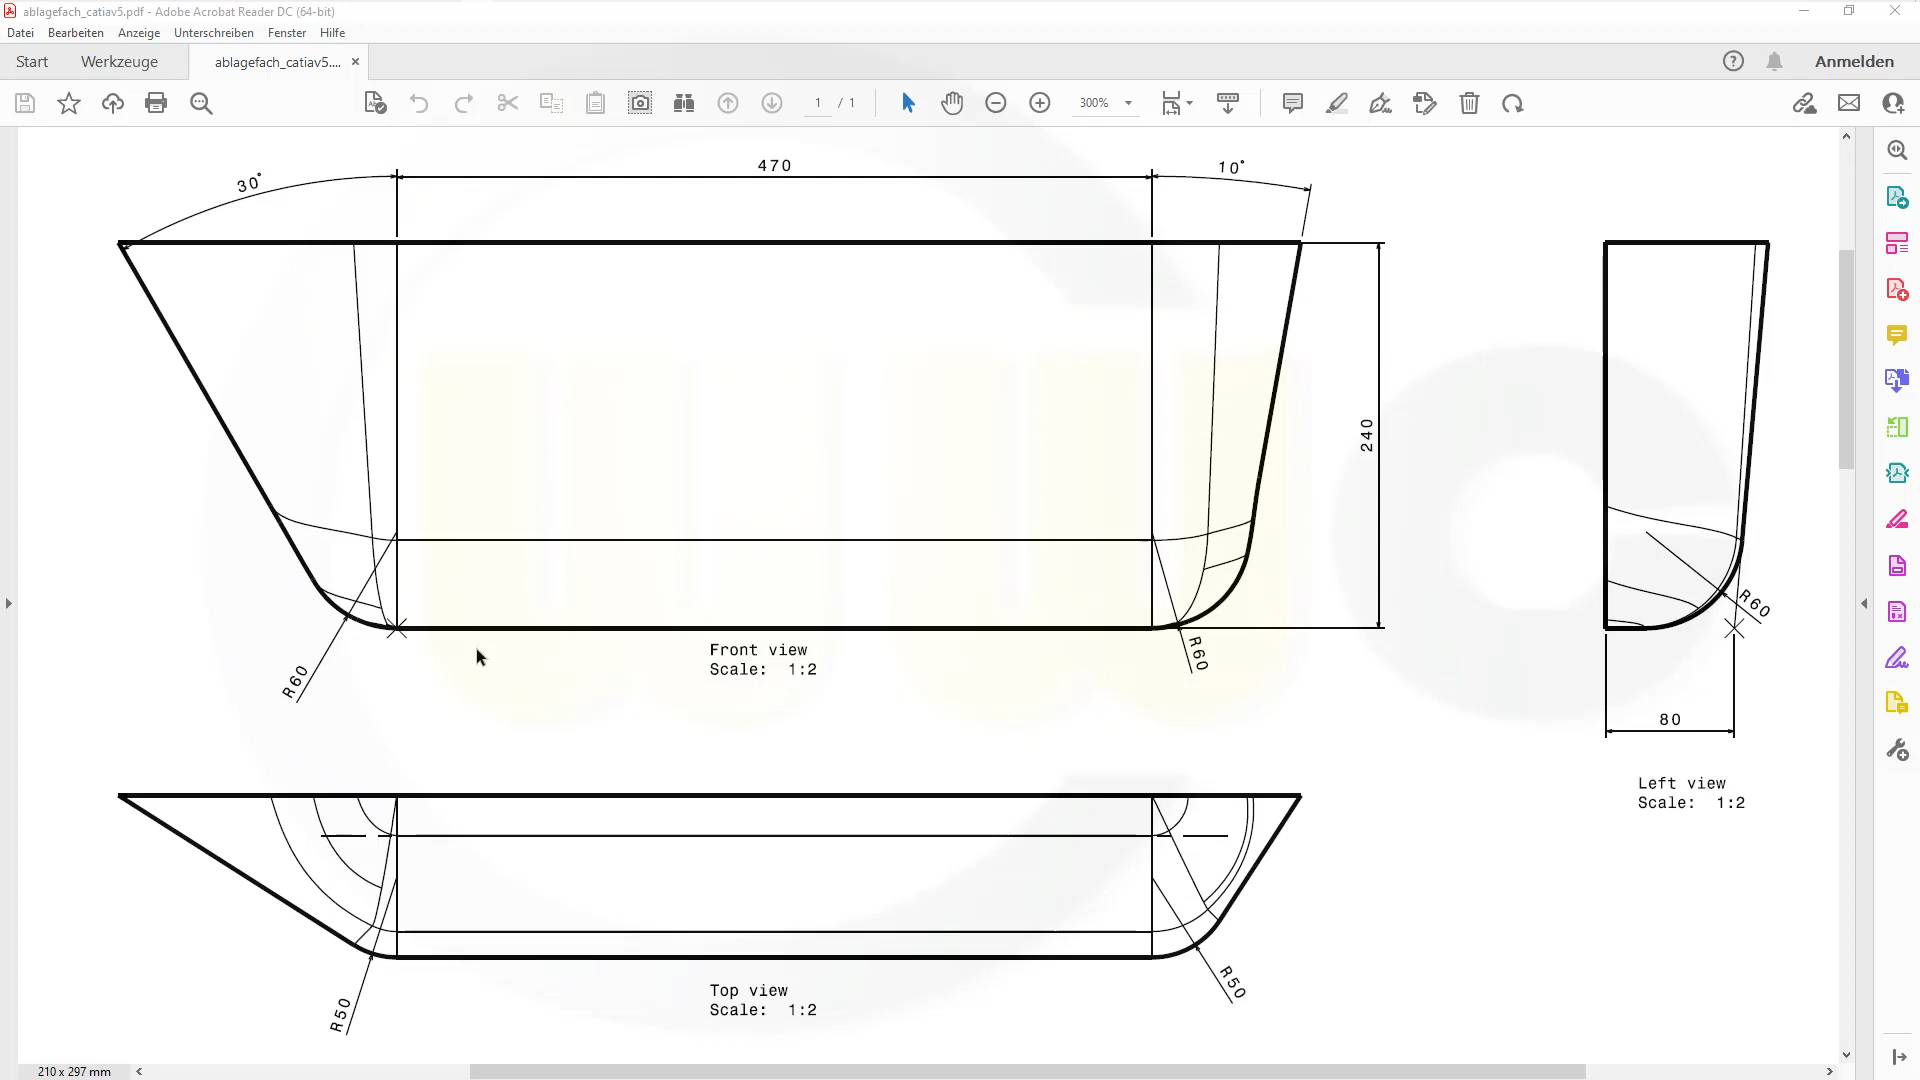 ablagefach_catiav5.pdf - Adobe Acrobat Reader DC (64-bit)
Datei Bearbeiten Anzeige Unterschreiben Fenster Hilfe
Start Werkzeuge ablagefach_catiav5.... × Anmelden
1 / 1 300%
30° 470 10°
240
R60
R60
R60
80
Front view
Scale: 1:2
Left view
Scale: 1:2
R50
R50
Top view
Scale: 1:2
210 x 297 mm